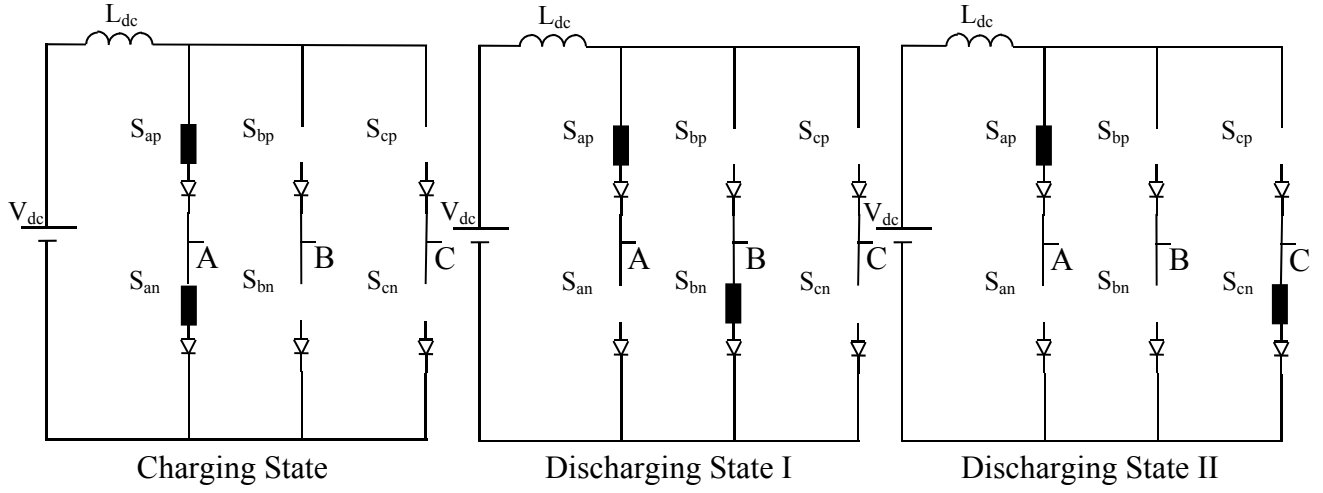 L_dc
S_ap S_bp S_cp
V_dc
A B C
S_an S_bn S_cn
Charging State
L_dc
S_ap S_bp S_cp
V_dc
A B C
S_an S_bn S_cn
Discharging State I
L_dc
S_ap S_bp S_cp
V_dc
A B C
S_an S_bn S_cn
Discharging State II